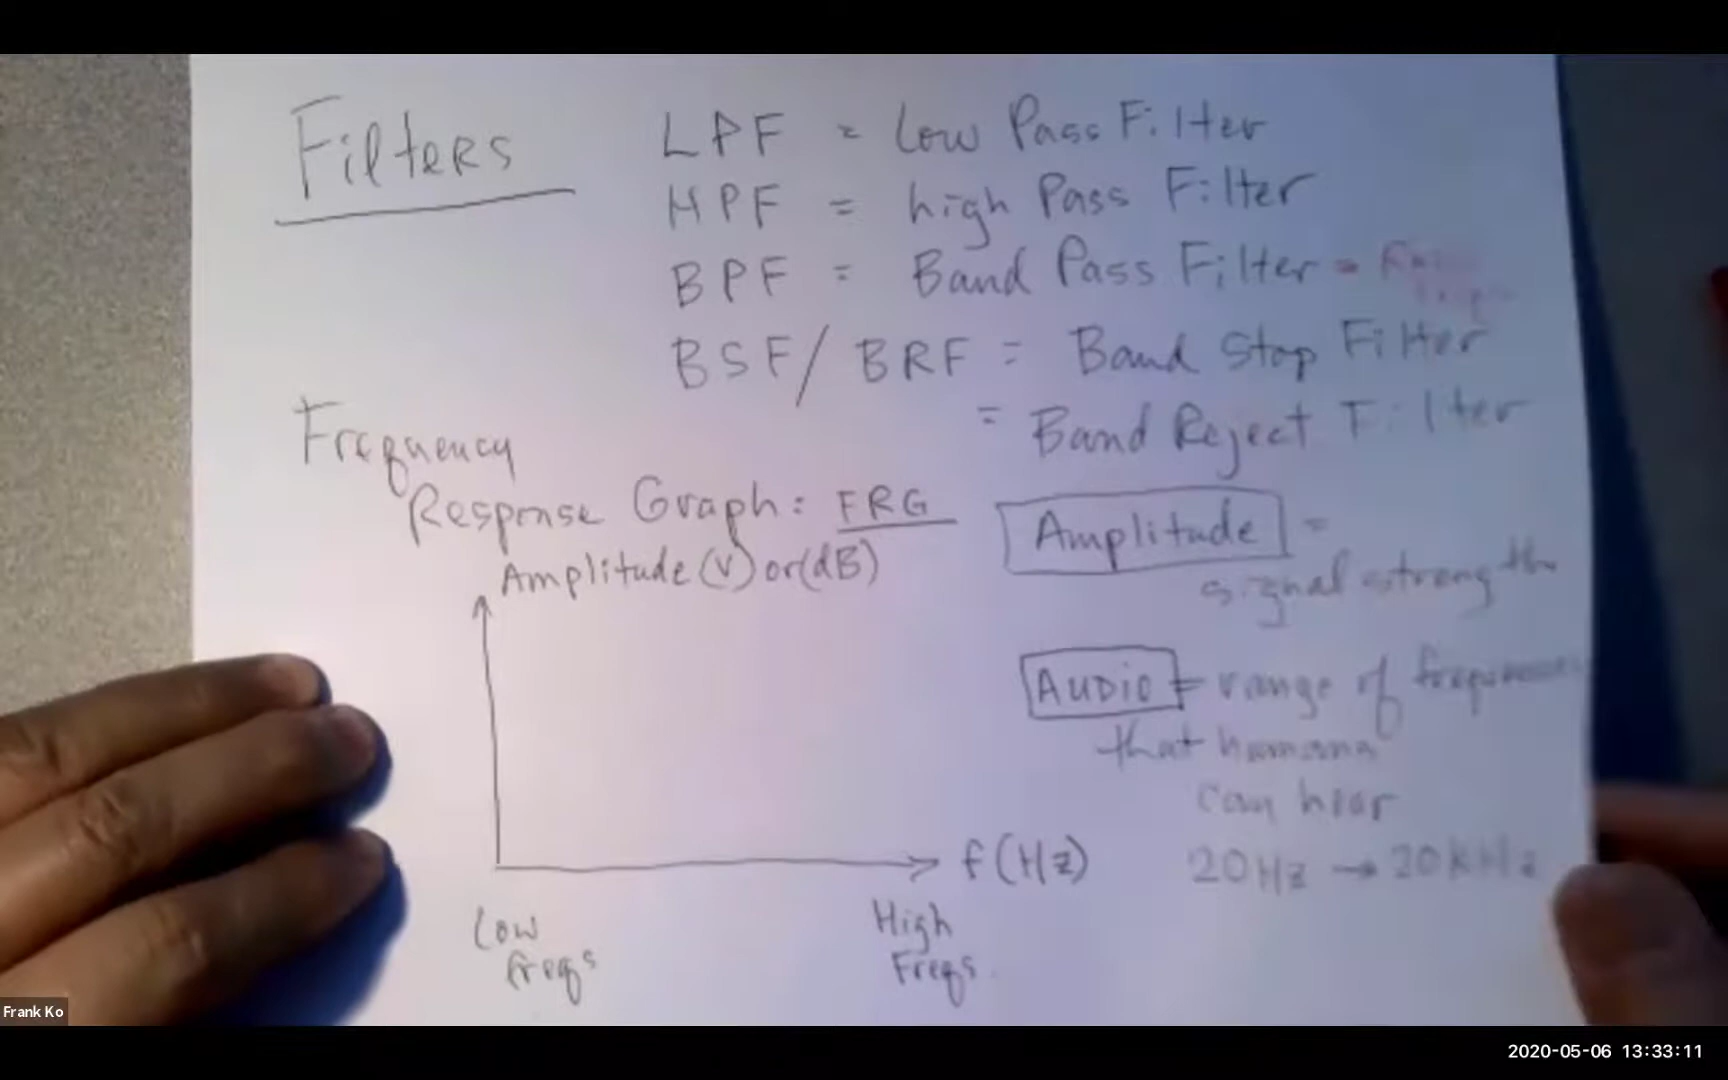 Filters
LPF = Low Pass Filter
HPF = high Pass Filter
BPF = Band Pass Filter =
BSF/ BRF = Band Stop Filter
= Band Reject Filter
Frequency
Response Graph: FRG
Amplitude (V) or (dB)
f (Hz)
Low
Freqs
High
Freqs
Amplitude =
signal strength
AUDIO = range of frequencies
that humans
can hear
20Hz → 20kHz
Frank Ko
2020-05-06 13:33:11